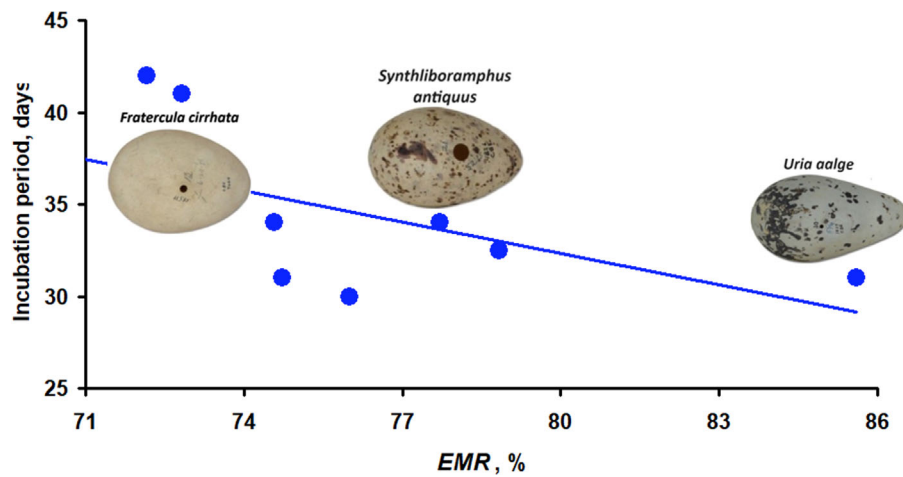 45
40
35
30
25
Incubation period, days
71
74
77
80
83
86
EMR, %
Fratercula cirrhata
Synthliboramphus
antiquus
Uria aalge